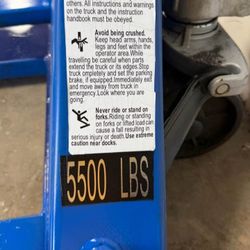 others. All instructions and warnings
on the truck and in the instruction
handbook must be obeyed.
Avoid being crushed.
Keep head arms, hands,
legs and feet within the
operator area. While
travelling be careful when parts
extend the truck or its edges. Stop
truck completely and set the parking
brake, if equipped. Immediately exit
and move away from truck in an
emergency. Look where you are
going.
Never ride or stand on
forks. Riding or standing
on forks or lifted load can
cause a fall resulting in
serious injury or death. Use extreme
caution near docks.
5500 LBS